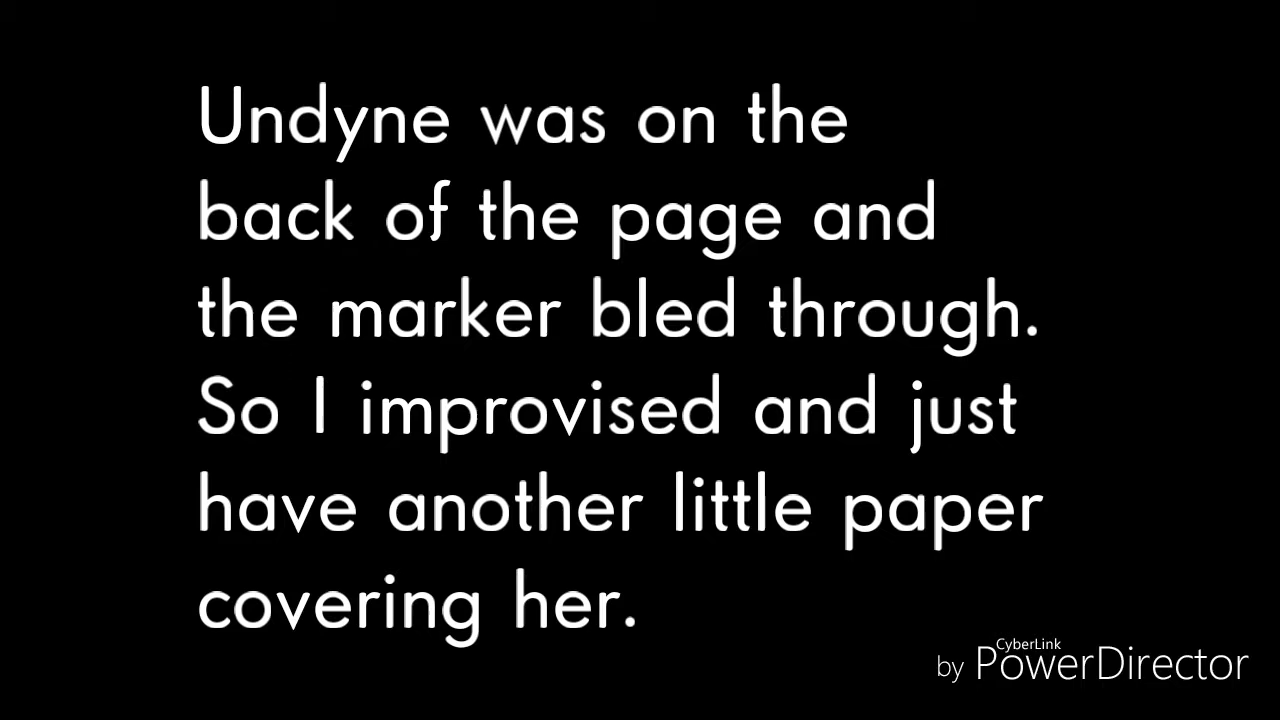 Undyne was on the
back of the page and
the marker bled through.
So I improvised and just
have another little paper
covering her.
CyberLink
by PowerDirector